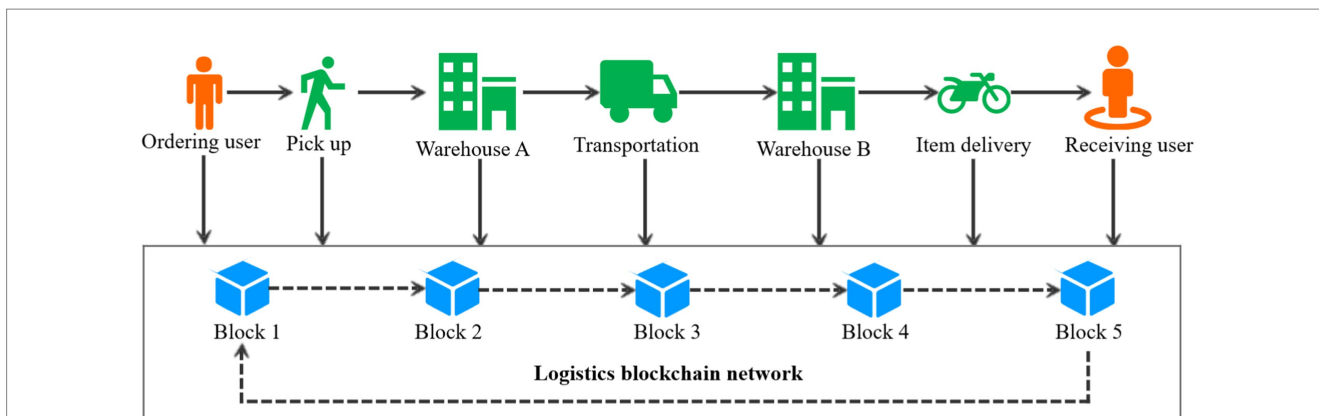 Ordering user
Pick up
Warehouse A
Transportation
Warehouse B
Item delivery
Receiving user
Block 1
Block 2
Block 3
Block 4
Block 5
Logistics blockchain network